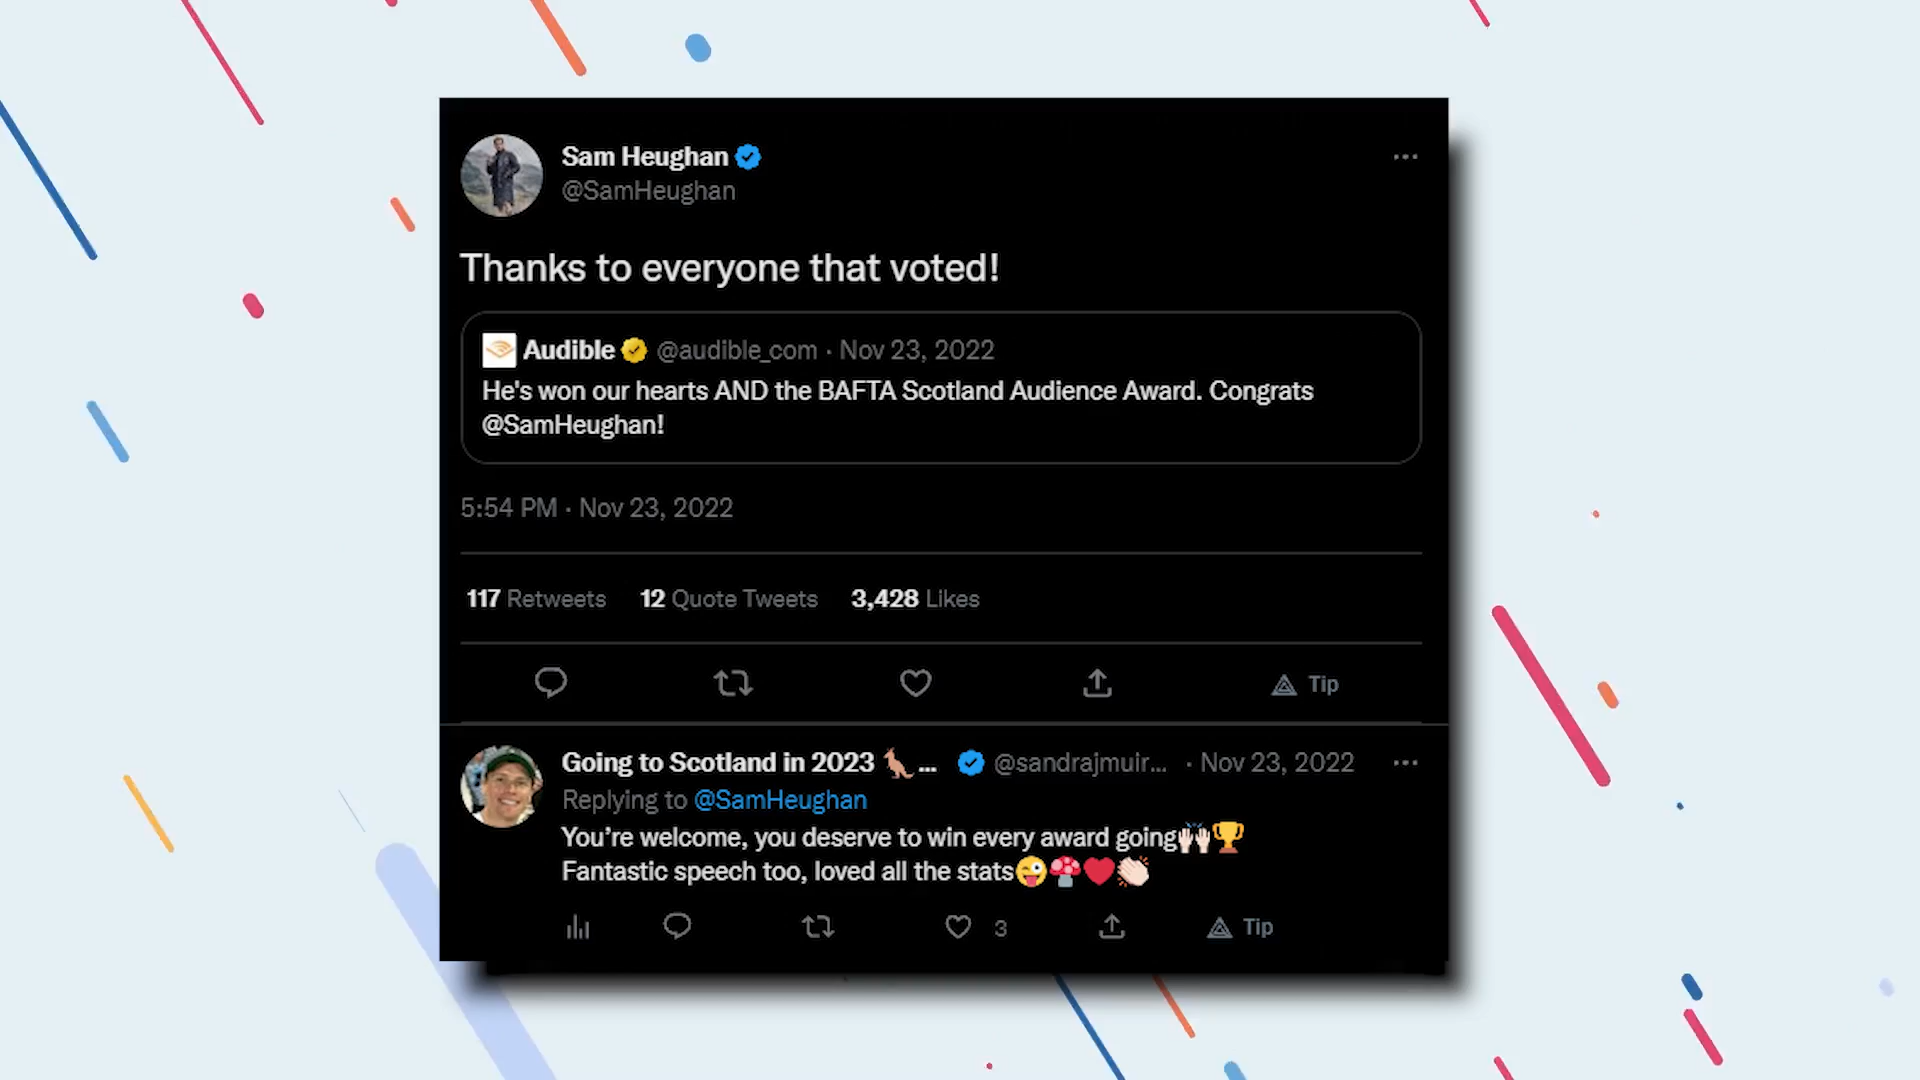 Sam Heughan
@SamHeughan
Thanks to everyone that voted!
Audible @audible_com · Nov 23, 2022
He's won our hearts AND the BAFTA Scotland Audience Award. Congrats
@SamHeughan!
5:54 PM · Nov 23, 2022
117 Retweets 12 Quote Tweets 3,428 Likes
Tip
Going to Scotland in 2023 🦘... @sandrajmuir... · Nov 23, 2022
Replying to @SamHeughan
You’re welcome, you deserve to win every award going🙌🏻🏆
Fantastic speech too, loved all the stats😜🍄❤️👏🏻
3 Tip